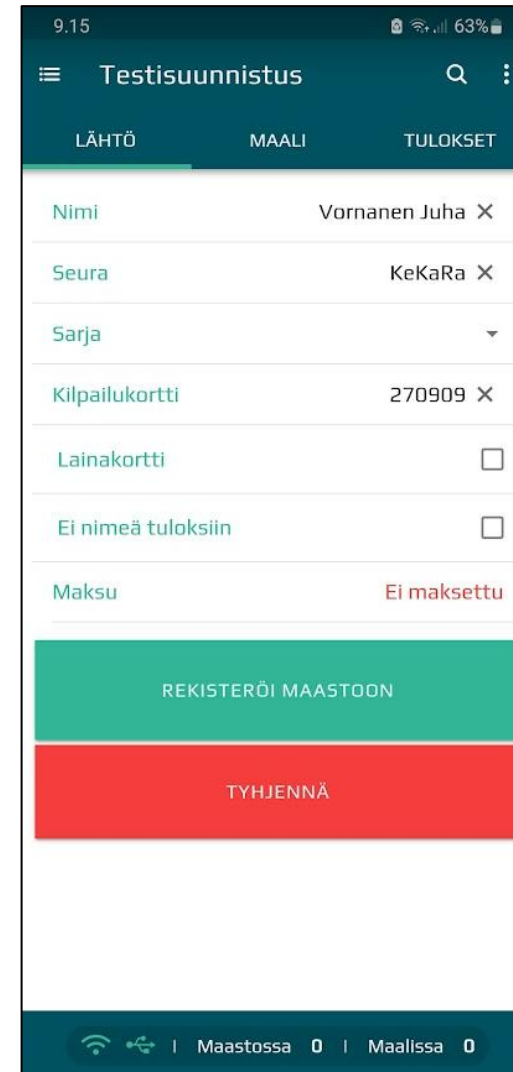 9.15 63%
Testisuunnistus
LÄHTÖ MAALI TULOKSET
Nimi Vornanen Juha
Seura KeKaRa
Sarja
Kilpailukortti 270909
Lainakortti
Ei nimeä tuloksiin
Maksu Ei maksettu
REKISTERÖI MAASTOON
TYHJENNÄ
Maastossa 0 | Maalissa 0